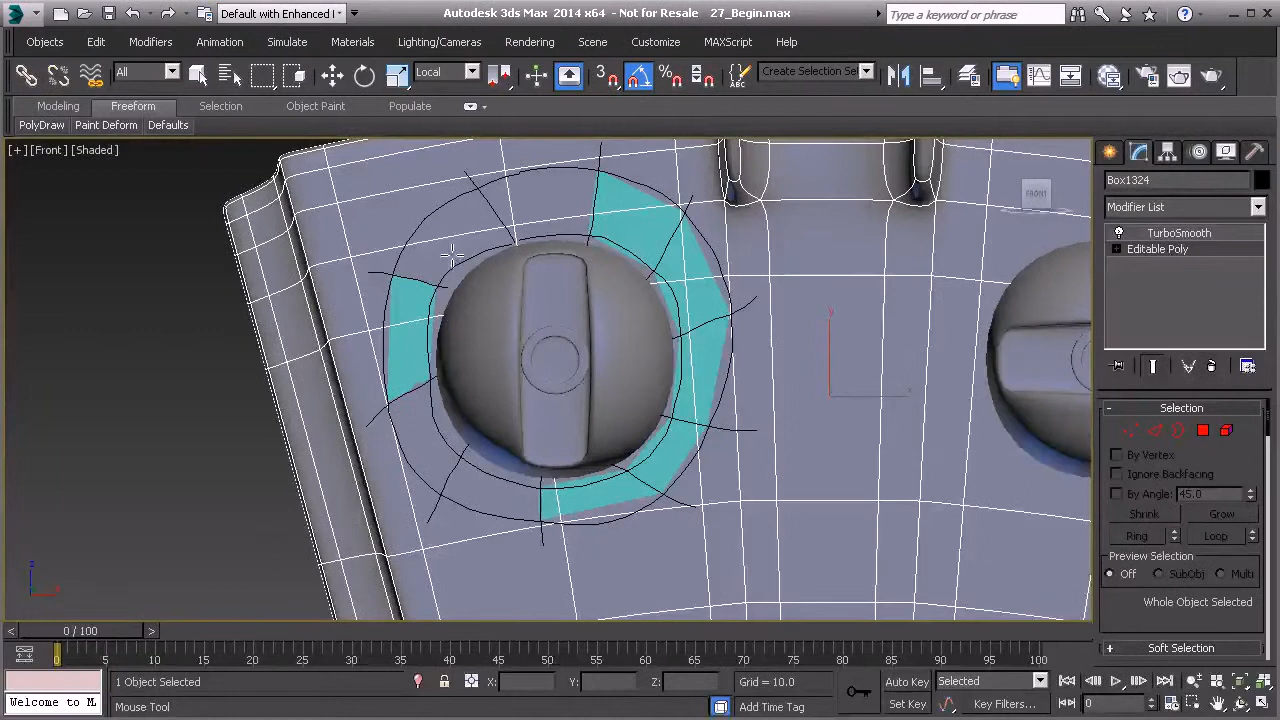 Default with Enhanced
Autodesk 3ds Max 2014 x64 - Not for Resale 27_Begin.max
Type a keyword or phrase
Objects Edit Modifiers Animation Simulate Materials Lighting/Cameras Rendering Scene Customize MAXScript Help
All Local Create Selection Set
Modeling Freeform Selection Object Paint Populate
PolyDraw Paint Deform Defaults
[+] [Front] [Shaded]
FRONT
Box1324
Modifier List
TurboSmooth
Editable Poly
Selection
By Vertex
Ignore Backfacing
By Angle: 45.0
Shrink Grow
Ring Loop
Preview Selection
Off SubObj Multi
Whole Object Selected
Soft Selection
< 0 / 100 >
0 5 10 15 20 25 30 35 40 45 50 55 60 65 70 75 80 85 90 95 100
1 Object Selected X: Y: Z: Grid = 10.0 Auto Key Selected
Welcome to M Mouse Tool Add Time Tag Set Key Key Filters... 0